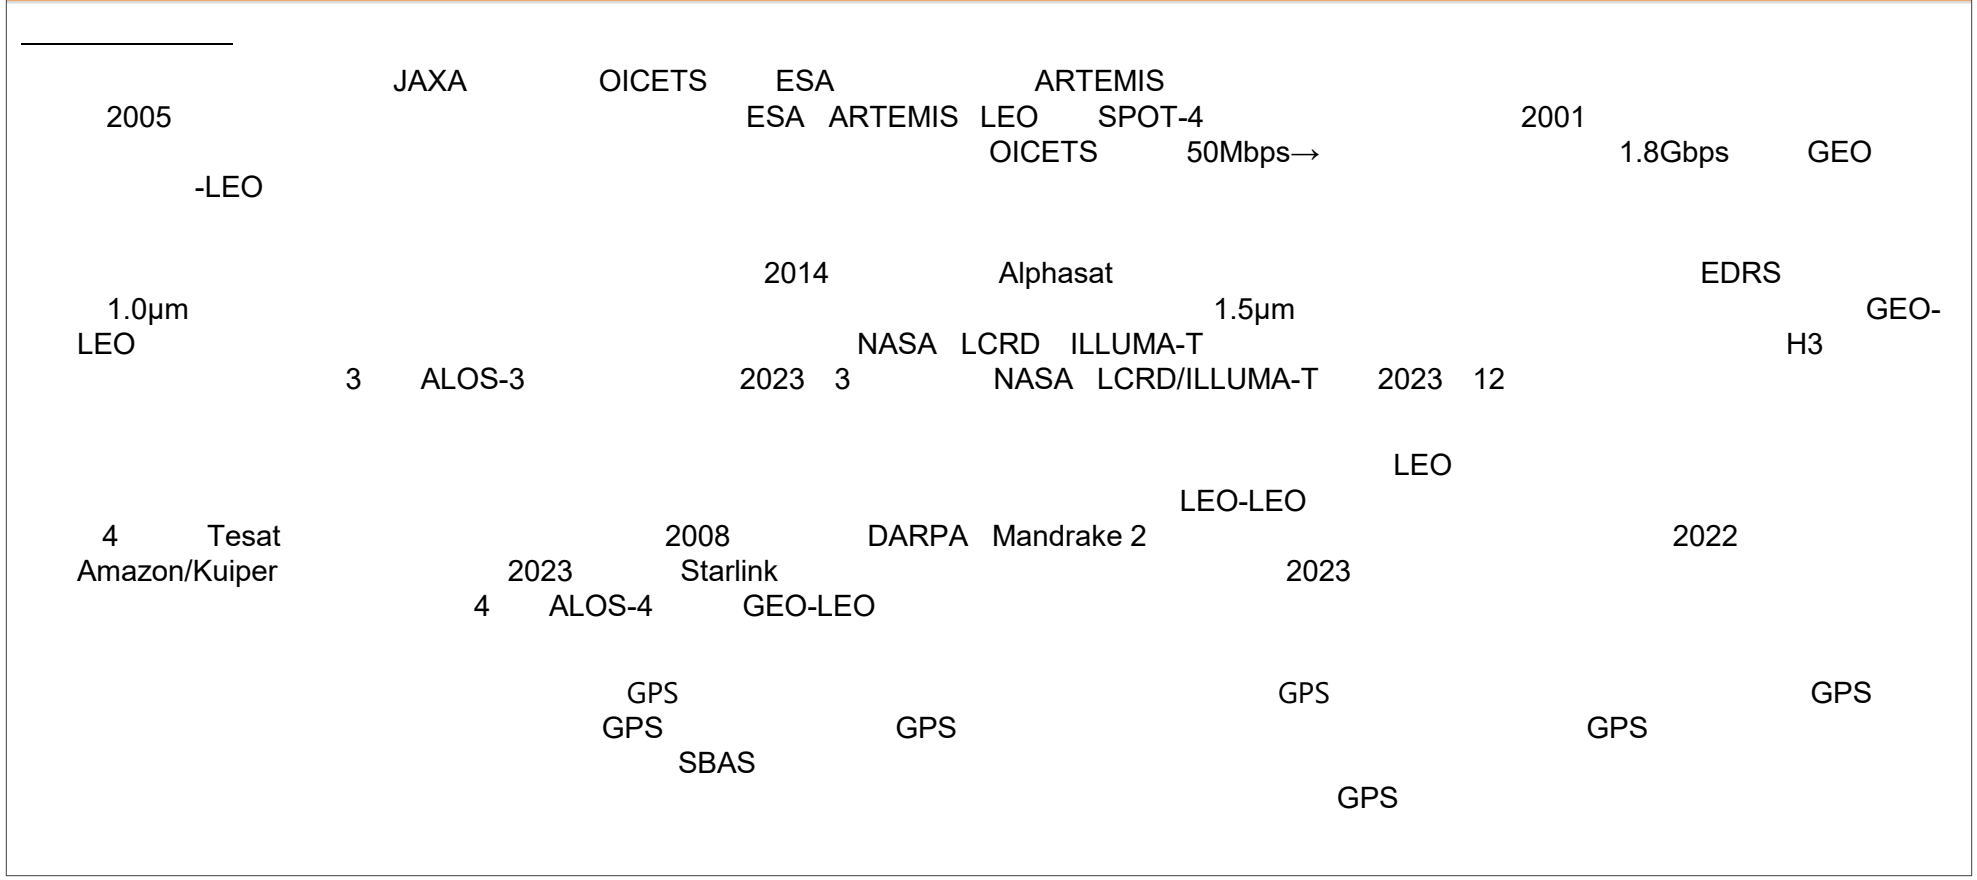 JAXA OICETS ESA ARTEMIS
2005 ESA ARTEMIS LEO SPOT-4 2001
OICETS 50Mbps→ 1.8Gbps GEO
-LEO
2014 Alphasat EDRS
1.0µm 1.5µm GEO-
LEO NASA LCRD ILLUMA-T H3
3 ALOS-3 2023 3 NASA LCRD/ILLUMA-T 2023 12
LEO
LEO-LEO
4 Tesat 2008 DARPA Mandrake 2 2022
Amazon/Kuiper 2023 Starlink 2023
4 ALOS-4 GEO-LEO
GPS GPS GPS
GPS GPS GPS
SBAS
GPS